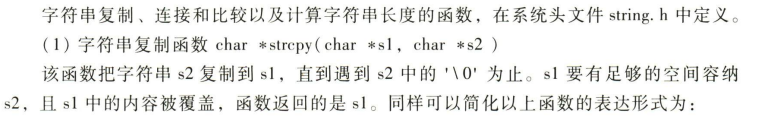 字符串复制、连接和比较以及计算字符串长度的函数，在系统头文件 string. h 中定义。
(1) 字符串复制函数 char *strcpy( char *s1, char *s2 )
该函数把字符串 s2 复制到 s1，直到遇到 s2 中的 '\0' 为止。s1 要有足够的空间容纳
s2，且 s1 中的内容被覆盖，函数返回的是 s1。同样可以简化以上函数的表达形式为：